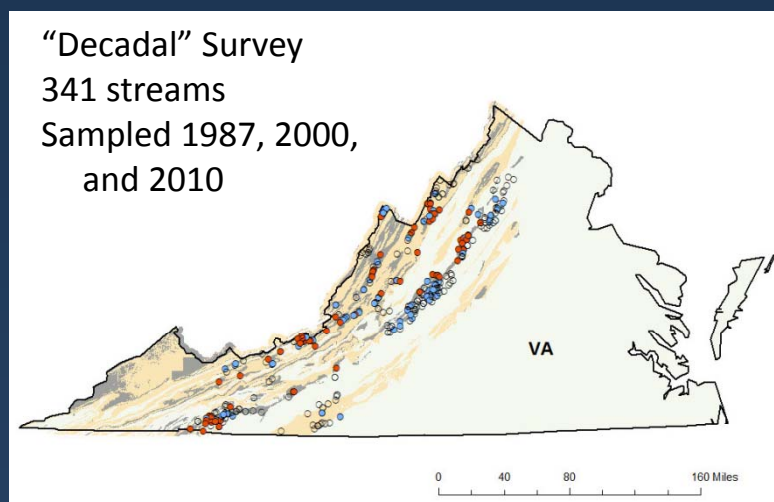 “Decadal” Survey
341 streams
Sampled 1987, 2000,
and 2010
VA
0 40 80 160 Miles